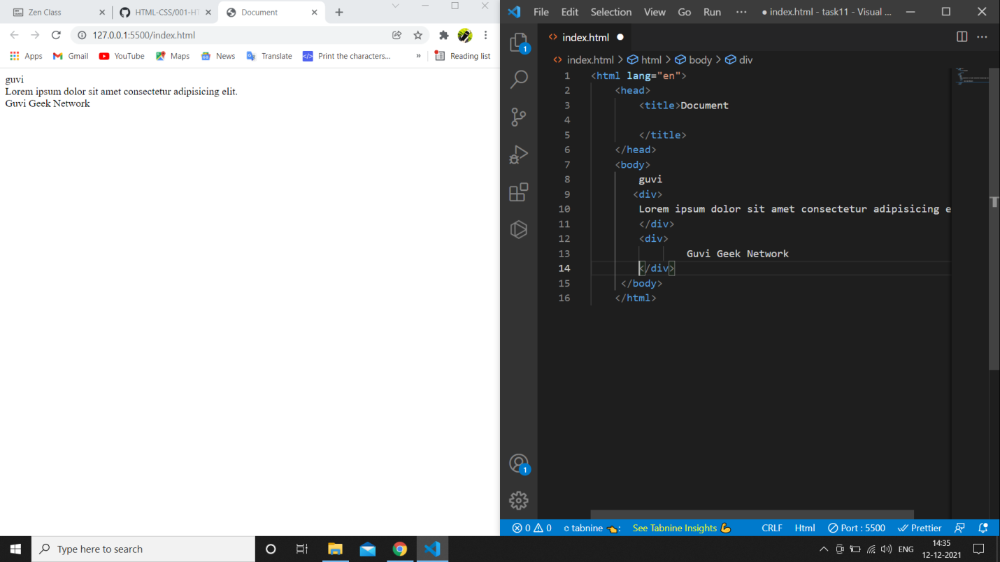 Zen Class
HTML-CSS/001-HT
Document
127.0.0.1:5500/index.html
Apps
Gmail
YouTube
Maps
News
Translate
Print the characters...
»
Reading list
guvi
Lorem ipsum dolor sit amet consectetur adipisicing elit.
Guvi Geek Network
File Edit Selection View Go Run ··· ● index.html - task11 - Visual ...
index.html ●
index.html > html > body > div
1 <html lang="en">
2 <head>
3 <title>Document
4
5 </title>
6 </head>
7 <body>
8 guvi
9 <div>
10 Lorem ipsum dolor sit amet consectetur adipisicing e
11 </div>
12 <div>
13 Guvi Geek Network
14 </div>
15 </body>
16 </html>
1
1
0 0 tabnine : See Tabnine Insights CRLF Html Port : 5500 Prettier
Type here to search
ENG
14:35
12-12-2021